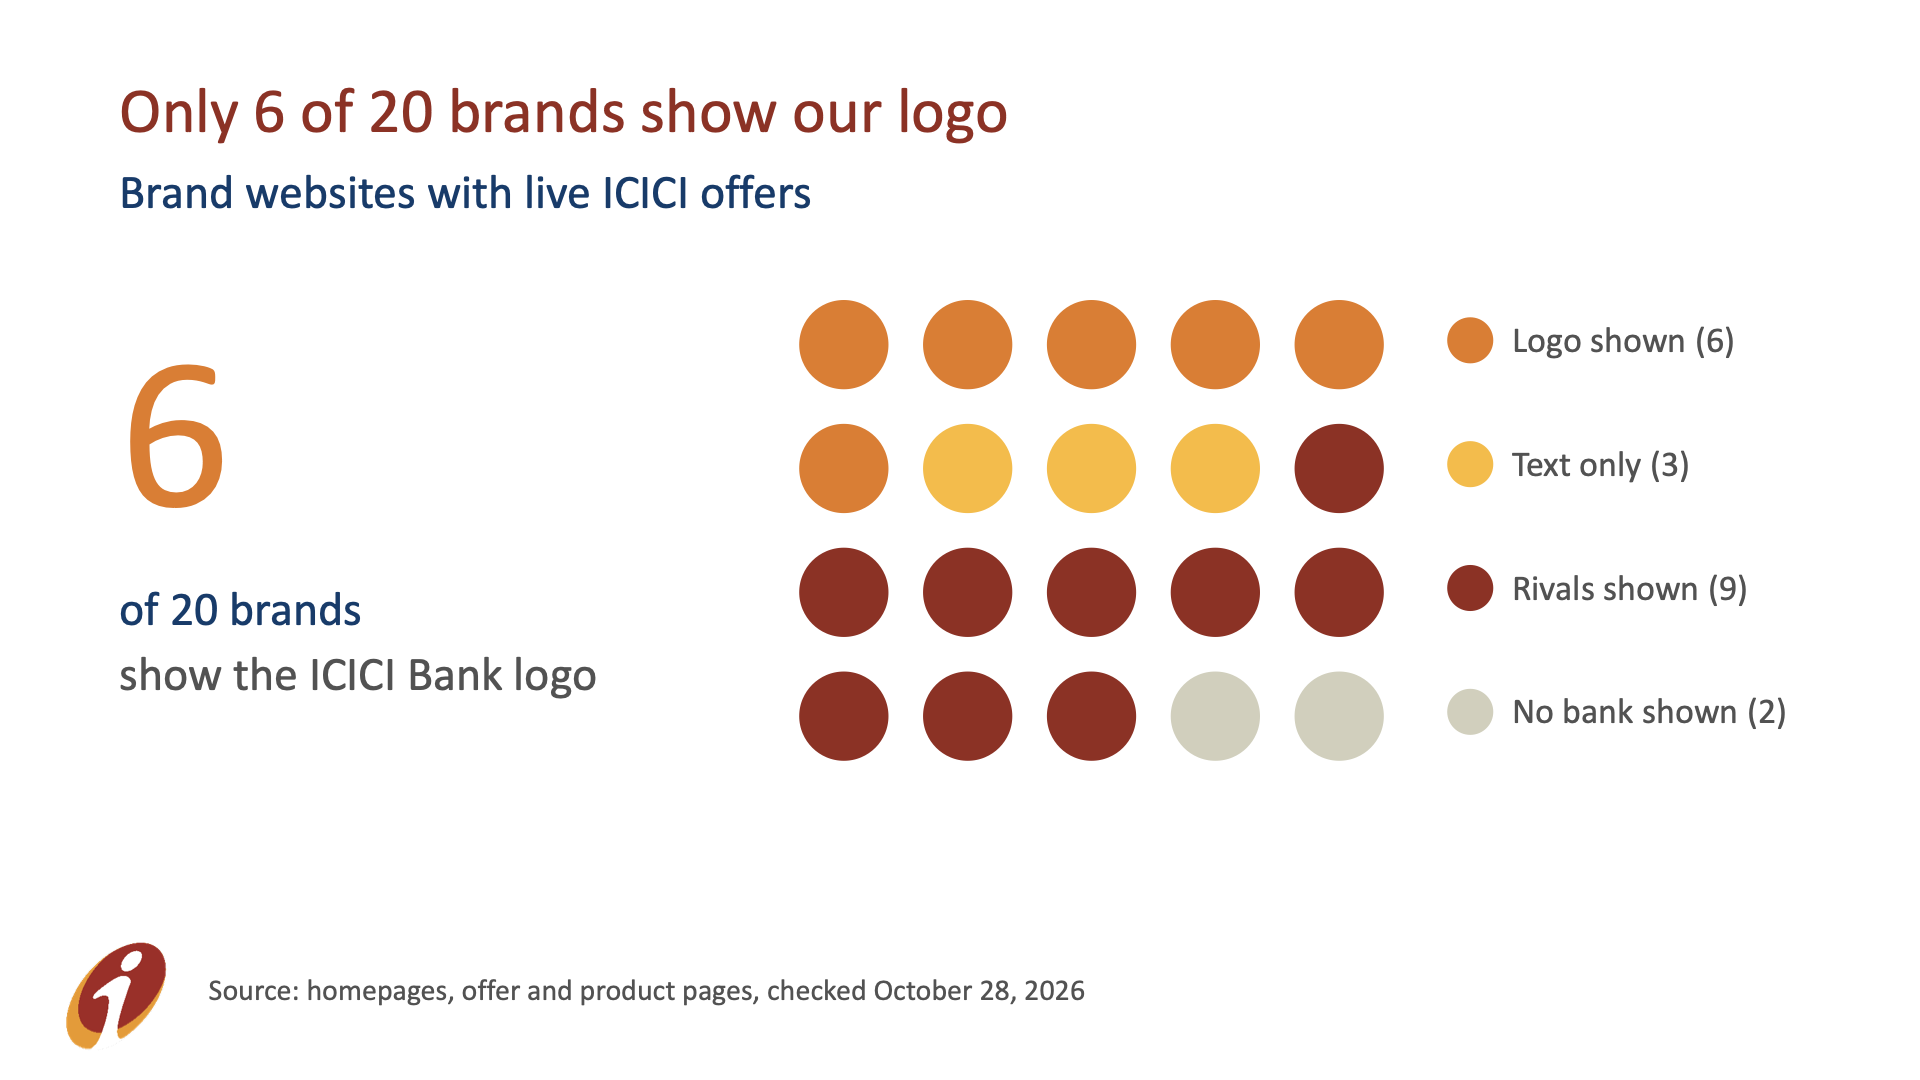 Only 6 of 20 brands show our logo
Brand websites with live ICICI offers
6
of 20 brands
show the ICICI Bank logo
Logo shown (6)
Text only (3)
Rivals shown (9)
No bank shown (2)
i
Source: homepages, offer and product pages, checked October 28, 2026